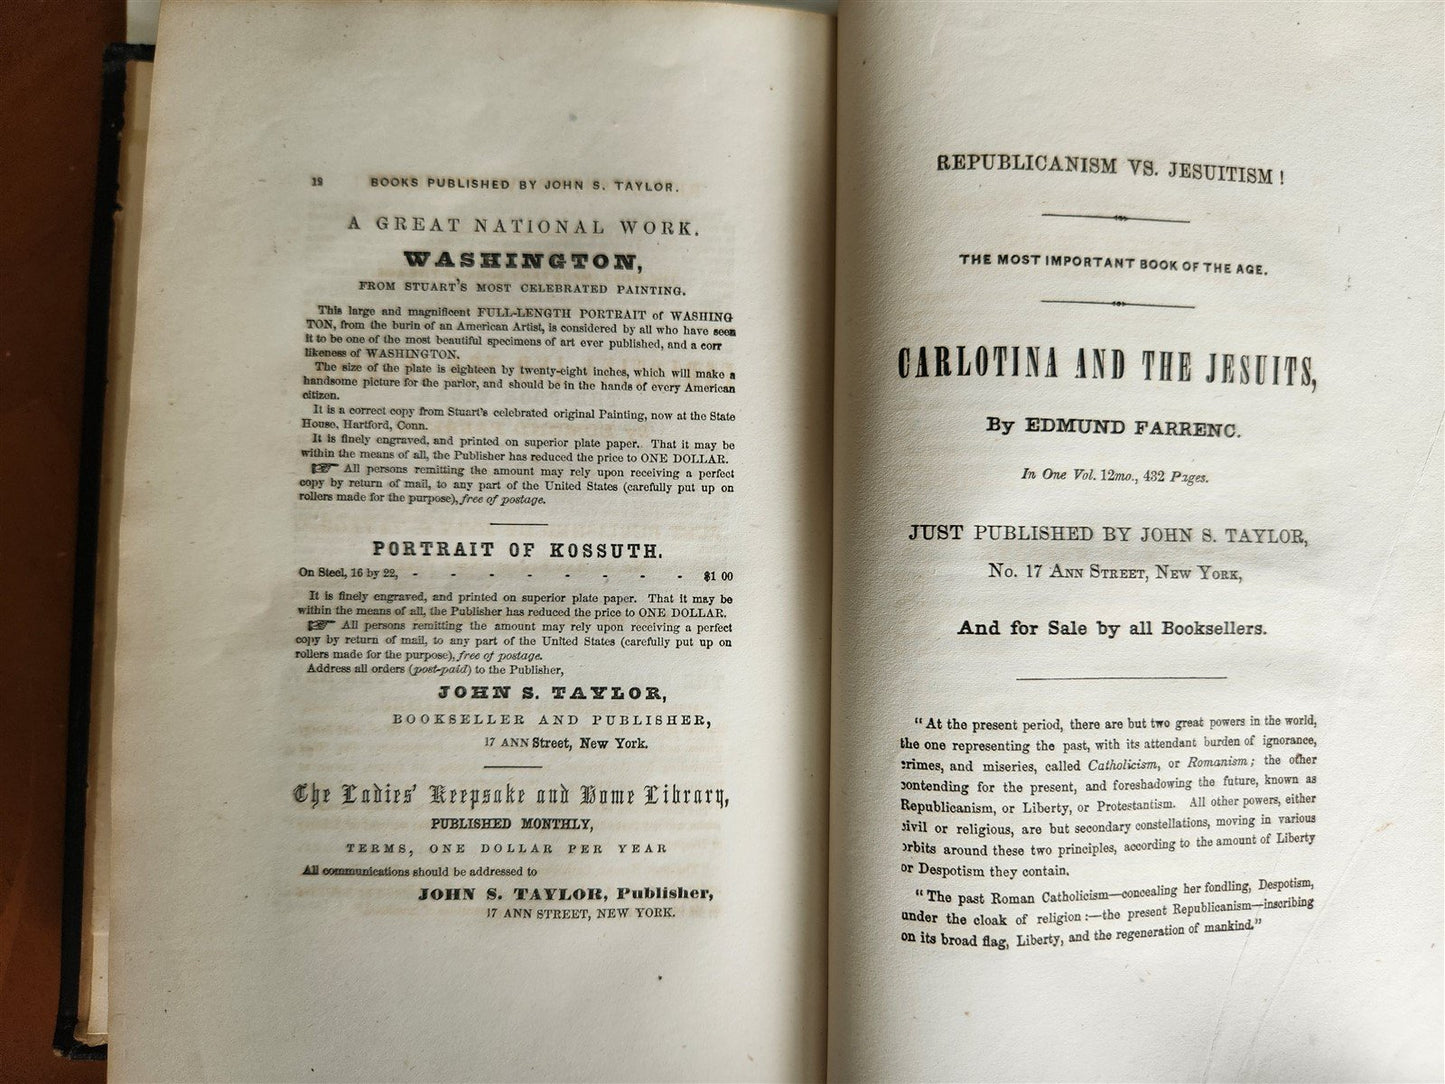 12 BOOKS PUBLISHED BY JOHN S. TAYLOR.
A GREAT NATIONAL WORK.
WASHINGTON,
FROM STUART'S MOST CELEBRATED PAINTING.
This large and magnificent FULL-LENGTH PORTRAIT of WASHING
TON, from the burin of an American Artist, is considered by all who have seen
it to be one of the most beautiful specimens of art ever published, and a corr
likeness of WASHINGTON.
The size of the plate is eighteen by twenty-eight inches, which will make a
handsome picture for the parlor, and should be in the hands of every American
citizen.
It is a correct copy from Stuart's celebrated original Painting, now at the State
House, Hartford, Conn.
It is finely engraved, and printed on superior plate paper. That it may be
within the means of all, the Publisher has reduced the price to ONE DOLLAR.
☞ All persons remitting the amount may rely upon receiving a perfect
copy by return of mail, to any part of the United States (carefully put up on
rollers made for the purpose), free of postage.
PORTRAIT OF KOSSUTH.
On Steel, 16 by 22, - - - - - - - - $1 00
It is finely engraved, and printed on superior plate paper. That it may be
within the means of all, the Publisher has reduced the price to ONE DOLLAR.
☞ All persons remitting the amount may rely upon receiving a perfect
copy by return of mail, to any part of the United States (carefully put up on
rollers made for the purpose), free of postage.
Address all orders (post-paid) to the Publisher,
JOHN S. TAYLOR,
BOOKSELLER AND PUBLISHER,
17 ANN Street, New York.
The Ladies' Keepsake and Home Library,
PUBLISHED MONTHLY,
TERMS, ONE DOLLAR PER YEAR
All communications should be addressed to
JOHN S. TAYLOR, Publisher,
17 ANN STREET, NEW YORK.
REPUBLICANISM VS. JESUITISM!
THE MOST IMPORTANT BOOK OF THE AGE.
CARLOTINA AND THE JESUITS,
By EDMUND FARRENC.
In One Vol. 12mo., 432 Pages.
JUST PUBLISHED BY JOHN S. TAYLOR,
No. 17 ANN STREET, NEW YORK,
And for Sale by all Booksellers.
"At the present period, there are but two great powers in the world,
the one representing the past, with its attendant burden of ignorance,
crimes, and miseries, called Catholicism, or Romanism; the other
contending for the present, and foreshadowing the future, known as
Republicanism, or Liberty, or Protestantism. All other powers, either
civil or religious, are but secondary constellations, moving in various
orbits around these two principles, according to the amount of Liberty
or Despotism they contain.
"The past Roman Catholicism—concealing her fondling, Despotism,
under the cloak of religion:—the present Republicanism—inscribing
on its broad flag, Liberty, and the regeneration of mankind."